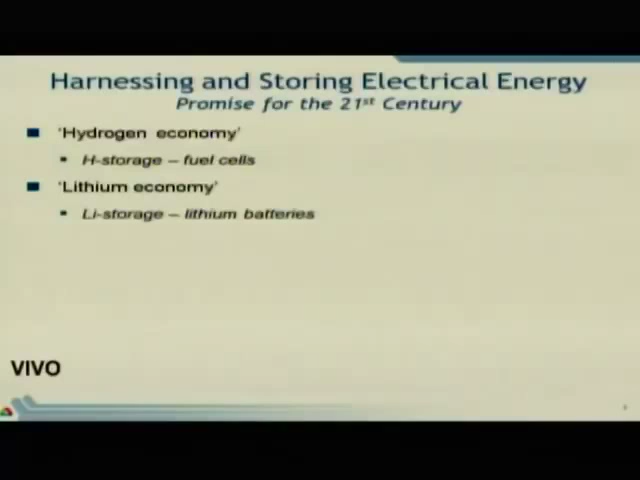 Harnessing and Storing Electrical Energy
Promise for the 21st Century
'Hydrogen economy'
H-storage – fuel cells
'Lithium economy'
Li-storage – lithium batteries
VIVO